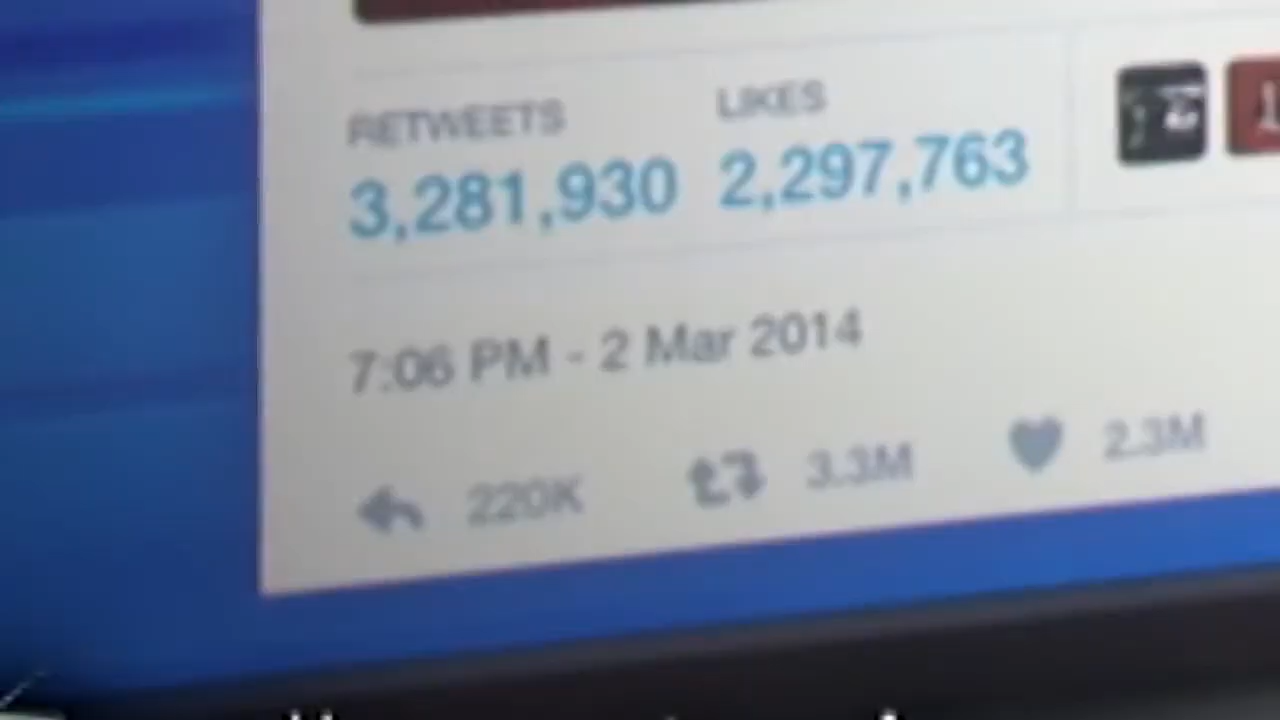 RETWEETS LIKES
3,281,930 2,297,763
7:06 PM - 2 Mar 2014
220K 3.3M 2.3M